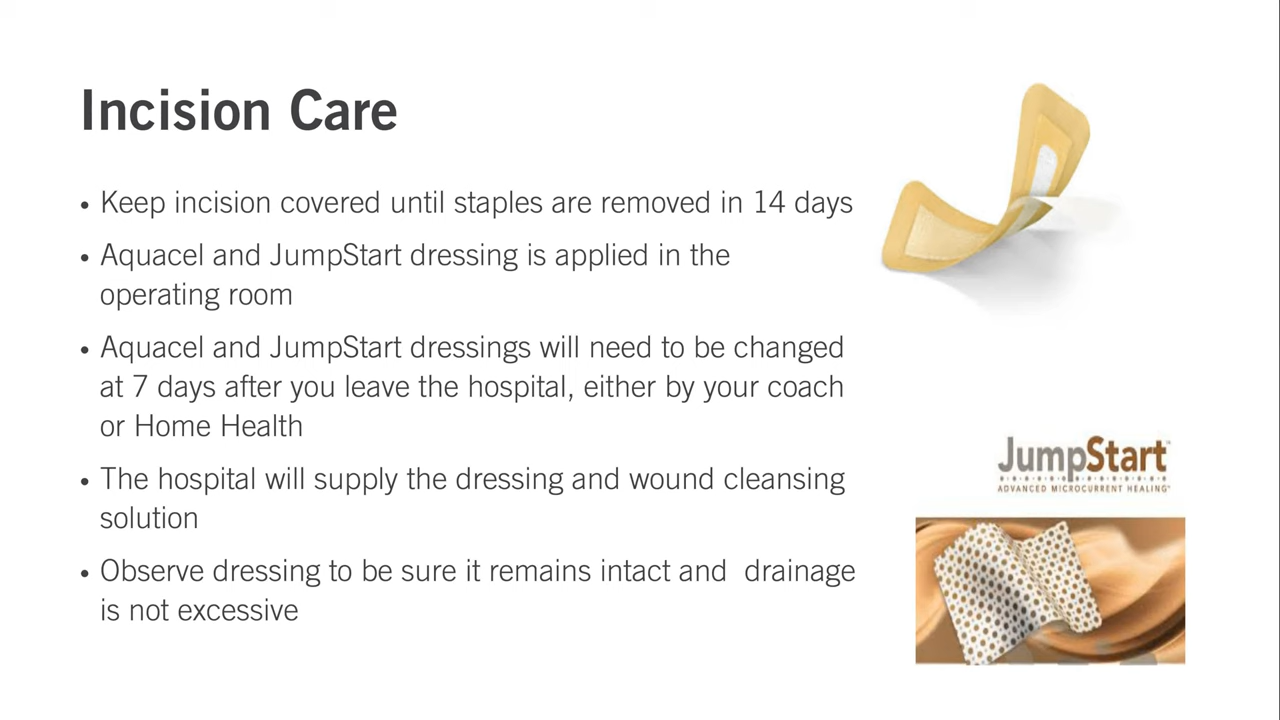 Incision Care
• Keep incision covered until staples are removed in 14 days
• Aquacel and JumpStart dressing is applied in the
operating room
• Aquacel and JumpStart dressings will need to be changed
at 7 days after you leave the hospital, either by your coach
or Home Health
• The hospital will supply the dressing and wound cleansing
solution
• Observe dressing to be sure it remains intact and  drainage
is not excessive
JumpStart™
ADVANCED MICROCURRENT HEALING™